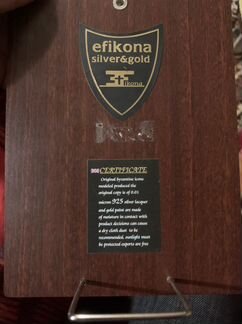 efikona
silver&gold
Ikona
CERTIFICATE
Original byzantine icons
modeled produced the
original copy is of 0.01
micron 925 silver lacquer
and gold paint are made
of moisture in contact with
product decisions can cause
a dry cloth dust to be
recommended, sunlight must
be protected experts are free